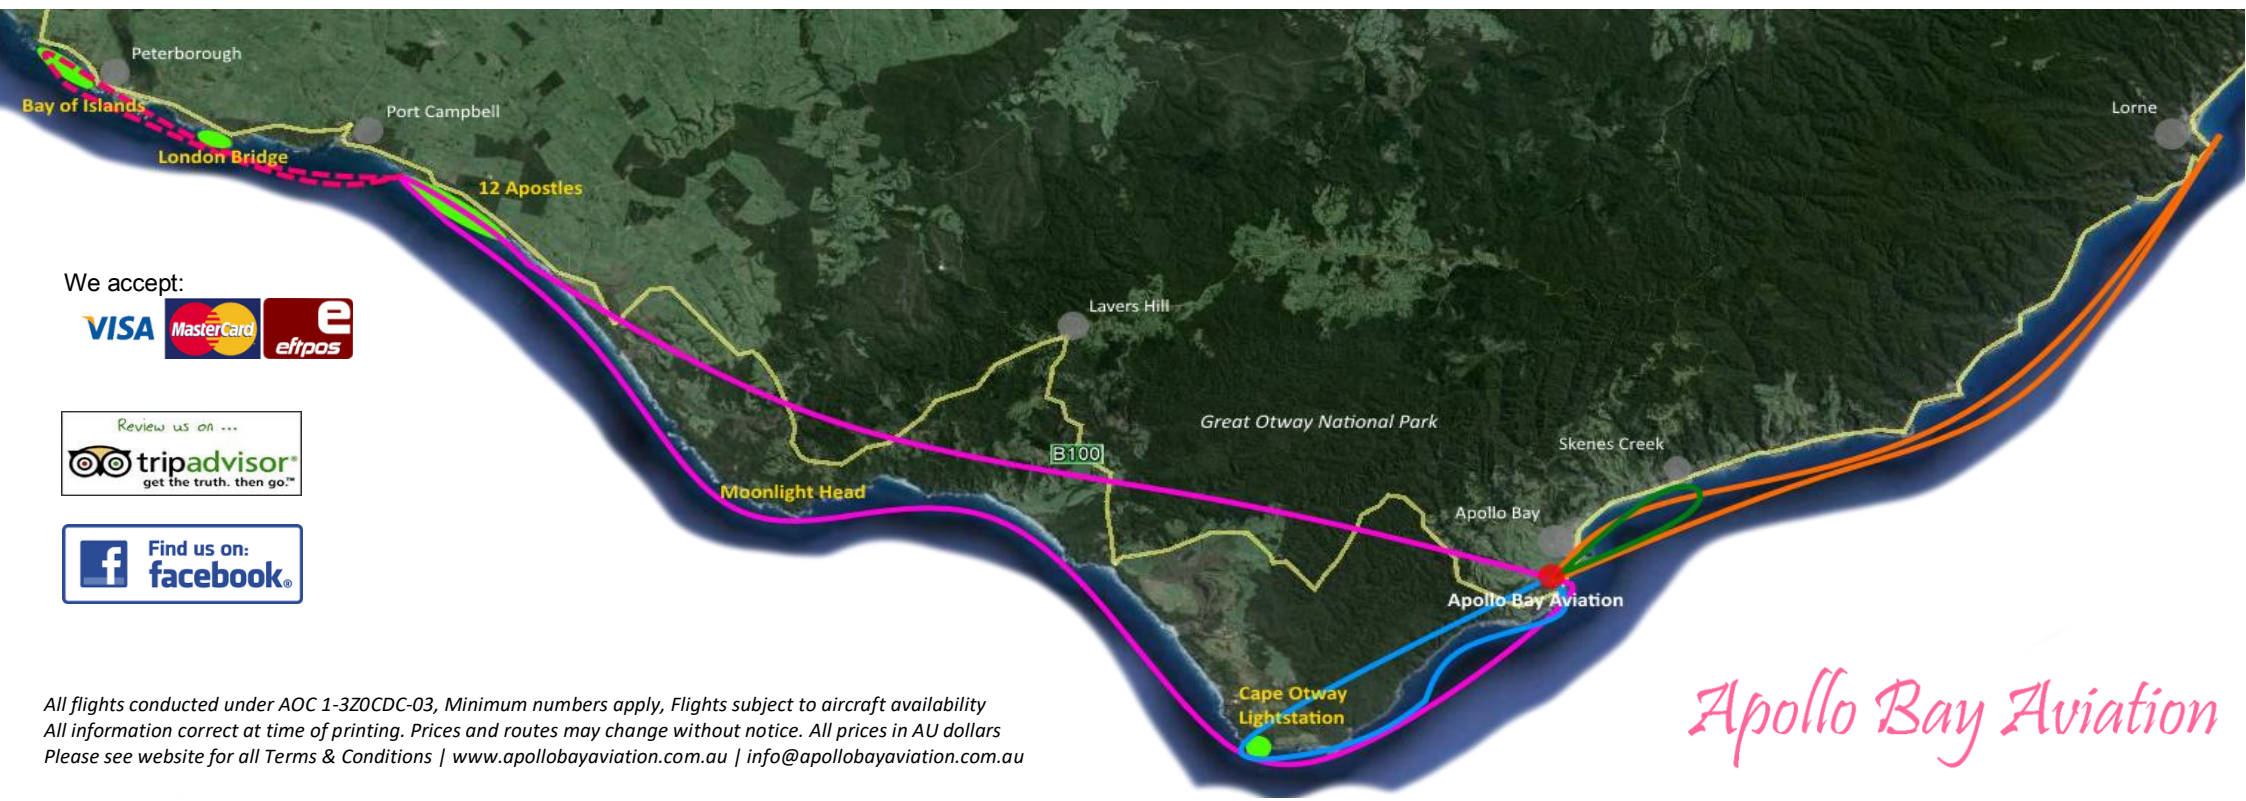 Peterborough
Bay of Islands
Port Campbell
London Bridge
12 Apostles
Lorne
Lavers Hill
Great Otway National Park
B100
Skenes Creek
Moonlight Head
Apollo Bay
Apollo Bay Aviation
Cape Otway
Lightstation
We accept:
VISA
MasterCard
e
eftpos
Review us on ...
tripadvisor®
get the truth. then go.™
Find us on:
facebook®
All flights conducted under AOC 1-3Z0CDC-03, Minimum numbers apply, Flights subject to aircraft availability
All information correct at time of printing. Prices and routes may change without notice. All prices in AU dollars
Please see website for all Terms & Conditions | www.apollobayaviation.com.au | info@apollobayaviation.com.au
Apollo Bay Aviation